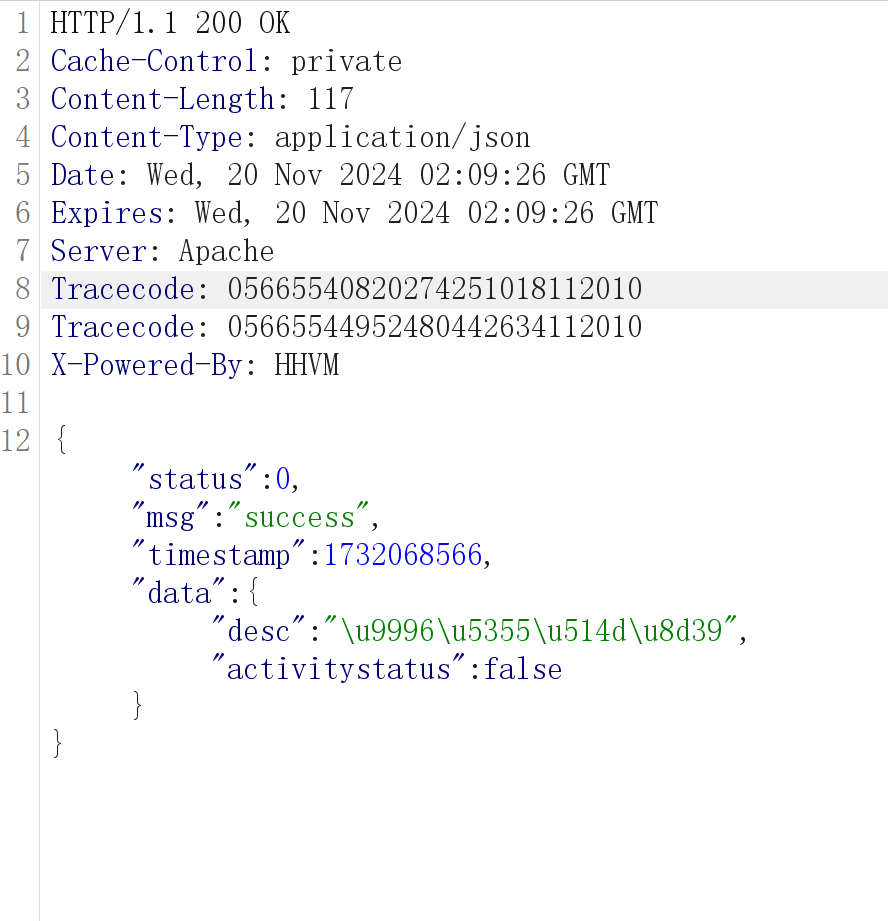 1 HTTP/1.1 200 OK
2 Cache-Control: private
3 Content-Length: 117
4 Content-Type: application/json
5 Date: Wed, 20 Nov 2024 02:09:26 GMT
6 Expires: Wed, 20 Nov 2024 02:09:26 GMT
7 Server: Apache
8 Tracecode: 05665540820274251018112010
9 Tracecode: 05665544952480442634112010
10 X-Powered-By: HHVM
11
12 {
"status":0,
"msg":"success",
"timestamp":1732068566,
"data":{
"desc":"\u9996\u5355\u514d\u8d39",
"activitystatus":false
}
}